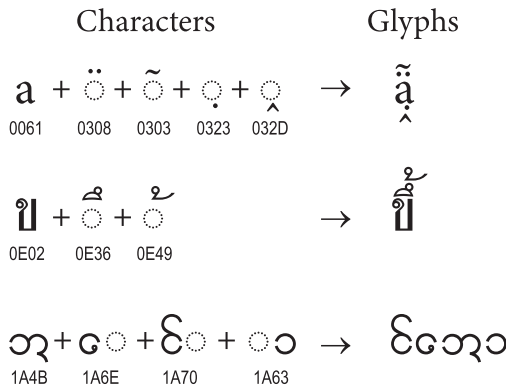 Characters Glyphs
a + ◌̈ + ◌̃ + ◌̣ + ◌̭ → ạ̭̈̃
0061 0308 0303 0323 032D
ข + ◌ึ + ◌้ → ขึ้
0E02 0E36 0E49
ᩋ + ◌ᩮ + ◌ᩰ + ◌ᩣ → ᩋᩮᩰᩣ
1A4B 1A6E 1A70 1A63